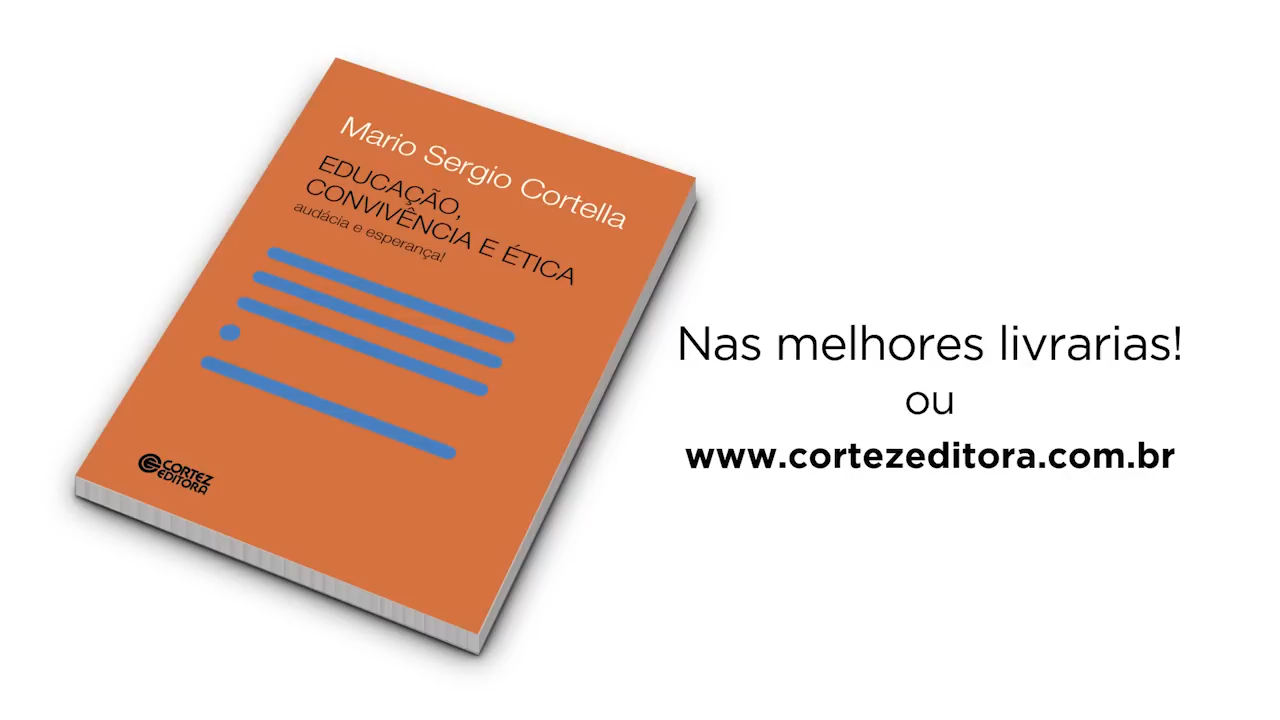 Mario Sergio Cortella
EDUCAÇÃO,
CONVIVÊNCIA E ÉTICA
audácia e esperança!
CORTEZ
EDITORA
Nas melhores livrarias!
ou
www.cortezeditora.com.br